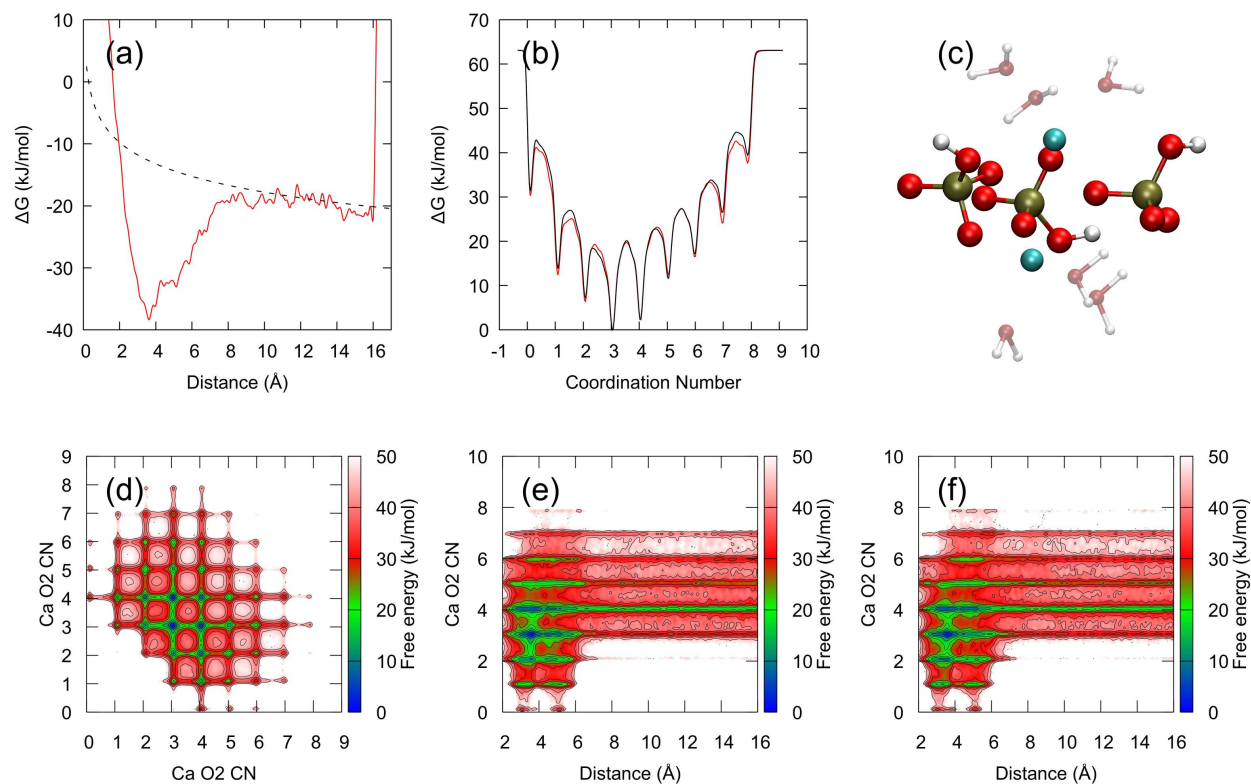 (a)
ΔG (kJ/mol)
10
0
-10
-20
-30
-40
0 2 4 6 8 10 12 14 16
Distance (Å)
(b)
ΔG (kJ/mol)
70
60
50
40
30
20
10
0
-1 0 1 2 3 4 5 6 7 8 9 10
Coordination Number
(c)
(d)
Ca O2 CN
9
8
7
6
5
4
3
2
1
0
0 1 2 3 4 5 6 7 8 9
Ca O2 CN
50
40
30
20
10
0
Free energy (kJ/mol)
(e)
Ca O2 CN
10
8
6
4
2
0
2 4 6 8 10 12 14 16
Distance (Å)
50
40
30
20
10
0
Free energy (kJ/mol)
(f)
Ca O2 CN
10
8
6
4
2
0
2 4 6 8 10 12 14 16
Distance (Å)
50
40
30
20
10
0
Free energy (kJ/mol)